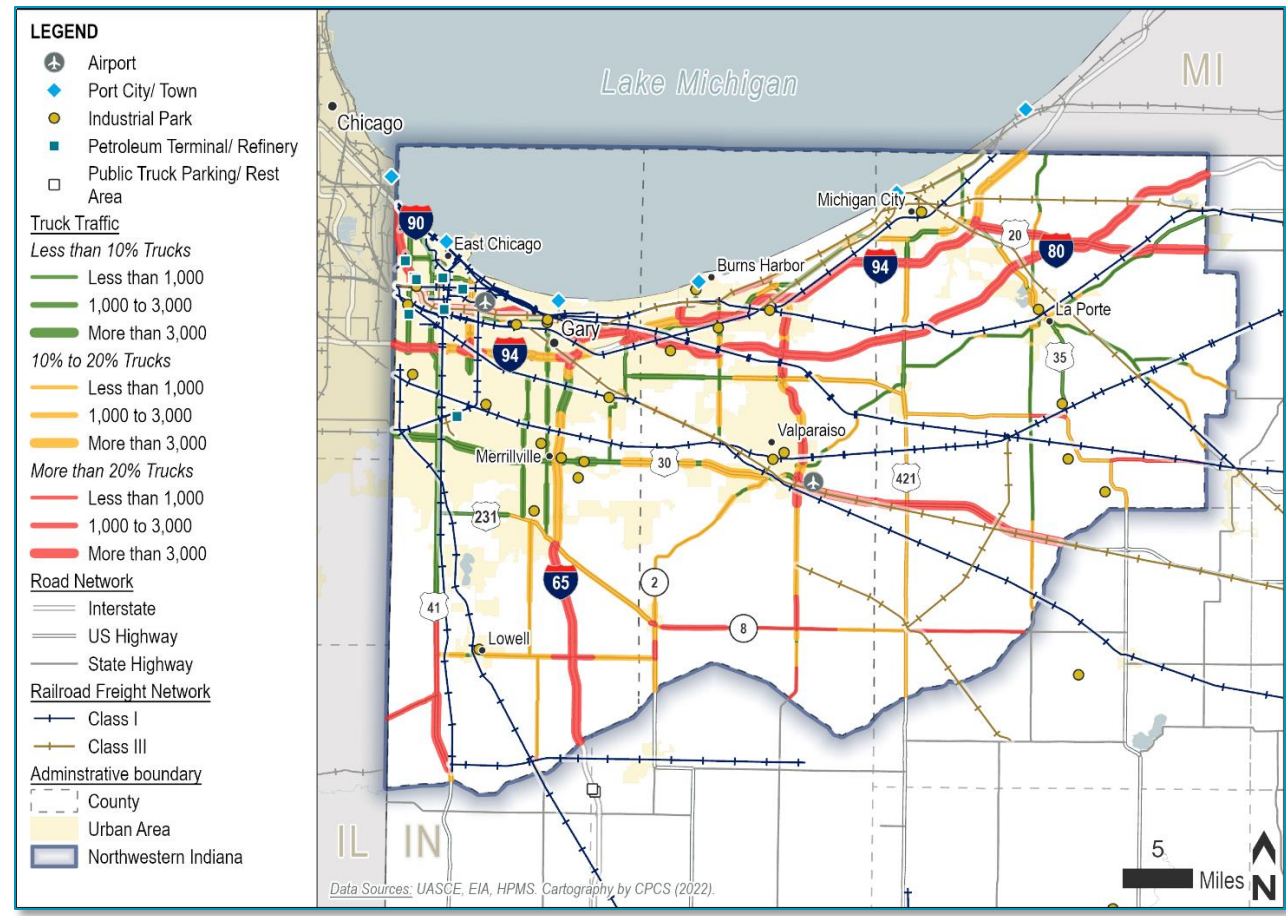 LEGEND
Airport
Port City/ Town
Industrial Park
Petroleum Terminal/ Refinery
Public Truck Parking/ Rest
Area
Truck Traffic
Less than 10% Trucks
Less than 1,000
1,000 to 3,000
More than 3,000
10% to 20% Trucks
Less than 1,000
1,000 to 3,000
More than 3,000
More than 20% Trucks
Less than 1,000
1,000 to 3,000
More than 3,000
Road Network
Interstate
US Highway
State Highway
Railroad Freight Network
Class I
Class III
Adminstrative boundary
County
Urban Area
Northwestern Indiana
Lake Michigan
MI
Chicago
Michigan City
90
East Chicago
20
80
94
Burns Harbor
La Porte
Gary
94
35
Valparaiso
Merrillville
30
421
231
65
2
41
8
Lowell
IL IN
5
Miles
N
Data Sources: UASCE, EIA, HPMS. Cartography by CPCS (2022).